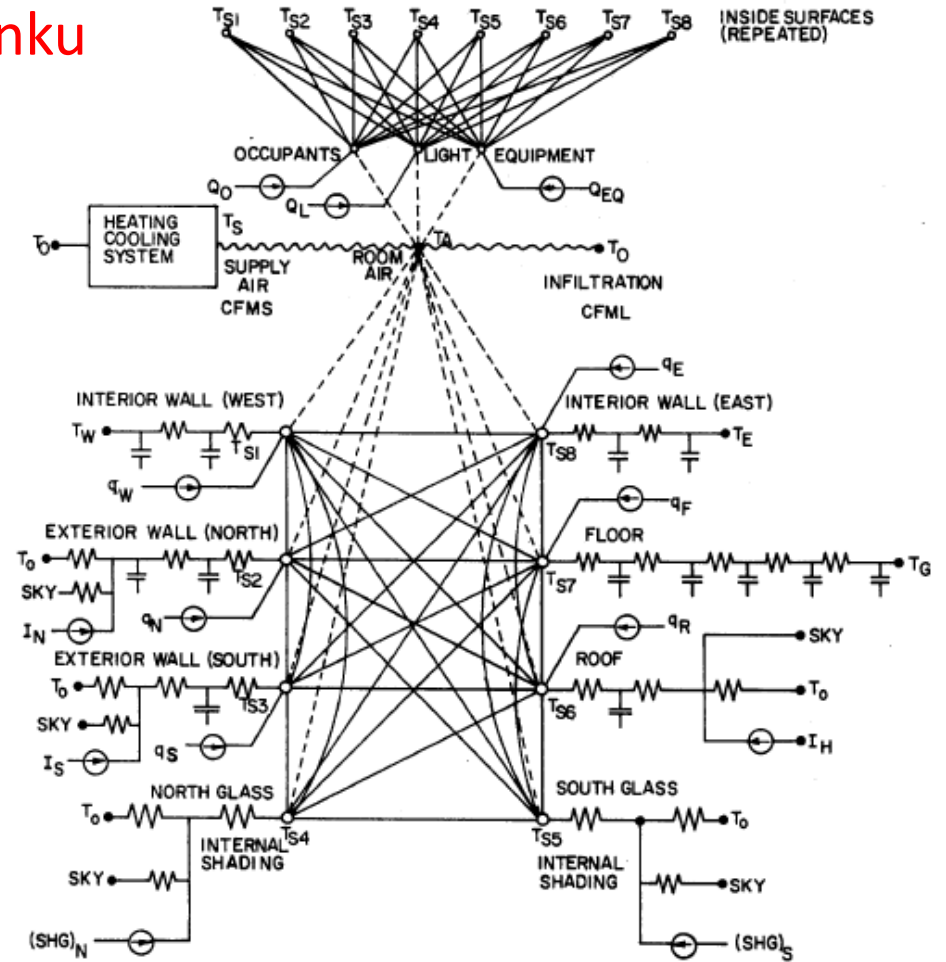 nku
TS1 TS2 TS3 TS4 TS5 TS6 TS7 TS8 INSIDE SURFACES
(REPEATED)
OCCUPANTS LIGHT EQUIPMENT
QO QL QEQ
HEATING
COOLING
SYSTEM
TO TS TA TO
SUPPLY
AIR
CFMS
ROOM
AIR
INFILTRATION
CFML
qE
INTERIOR WALL (WEST) INTERIOR WALL (EAST)
TW TS1 TS8 TE
qW qF
EXTERIOR WALL (NORTH) FLOOR
To TS2 TS7 TG
SKY
IN qN qR
EXTERIOR WALL (SOUTH) ROOF SKY
To TS3 TS6 To
SKY
IS qS IH
NORTH GLASS SOUTH GLASS
To TS4 TS5 To
INTERNAL
SHADING
INTERNAL
SHADING
SKY SKY
(SHG)N (SHG)S